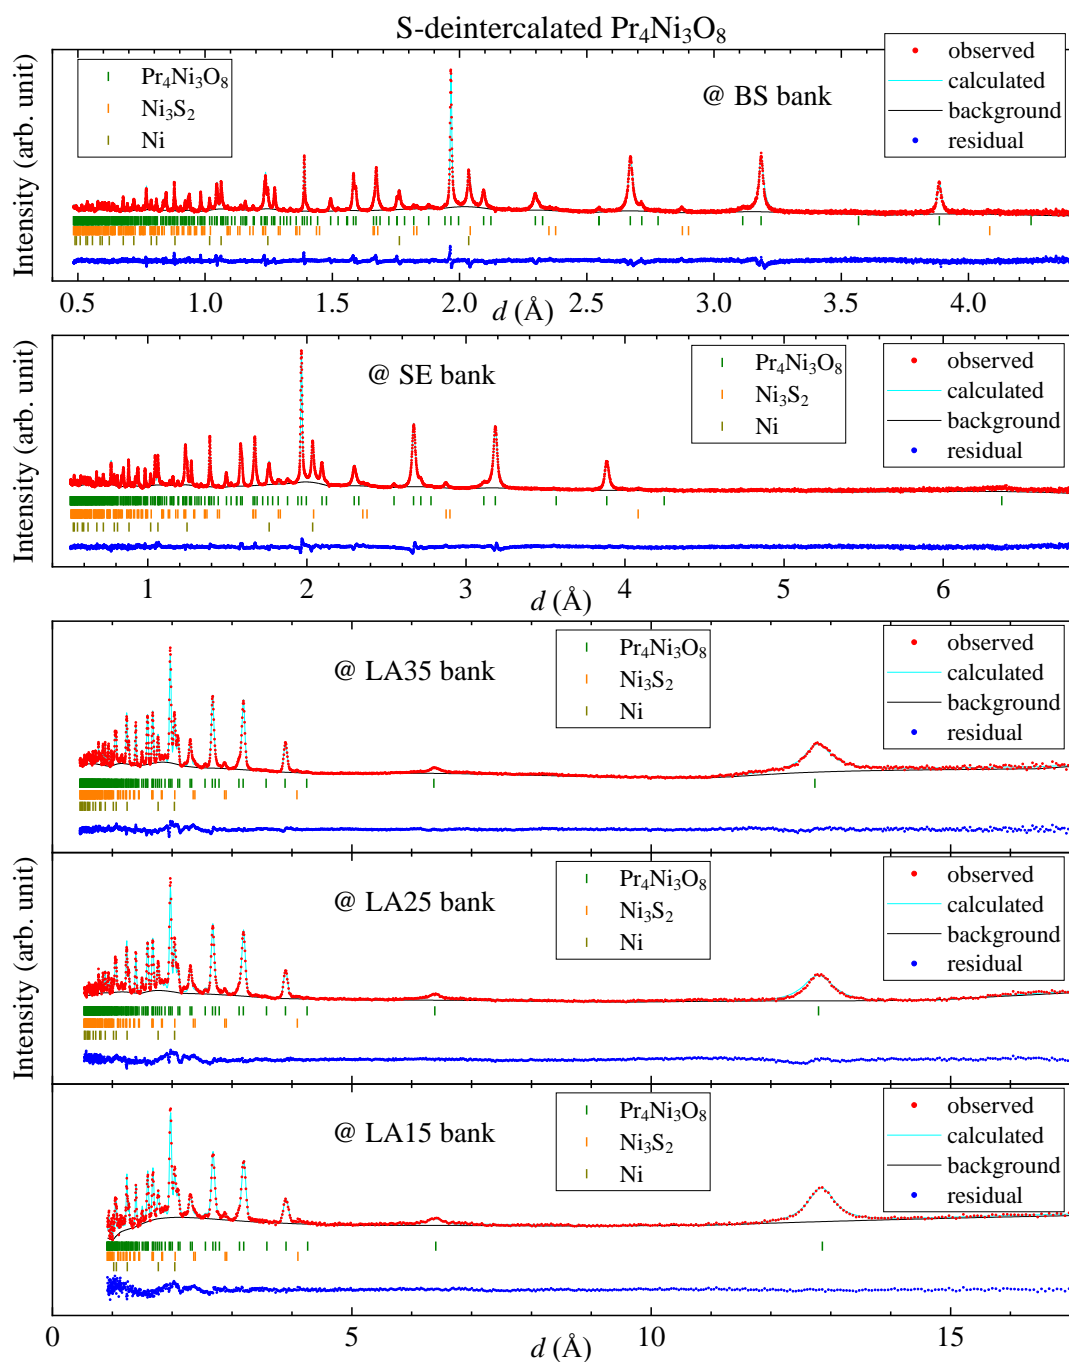 S-deintercalated Pr₄Ni₃O₈
Intensity (arb. unit)
Pr₄Ni₃O₈
Ni₃S₂
Ni
@ BS bank
observed
calculated
background
residual
0.5 1.0 1.5 2.0 2.5 3.0 3.5 4.0
d (Å)
Intensity (arb. unit)
@ SE bank
Pr₄Ni₃O₈
Ni₃S₂
Ni
observed
calculated
background
residual
1 2 3 4 5 6
d (Å)
Intensity (arb. unit)
@ LA35 bank
Pr₄Ni₃O₈
Ni₃S₂
Ni
observed
calculated
background
residual
@ LA25 bank
Pr₄Ni₃O₈
Ni₃S₂
Ni
observed
calculated
background
residual
@ LA15 bank
Pr₄Ni₃O₈
Ni₃S₂
Ni
observed
calculated
background
residual
0 5 10 15
d (Å)